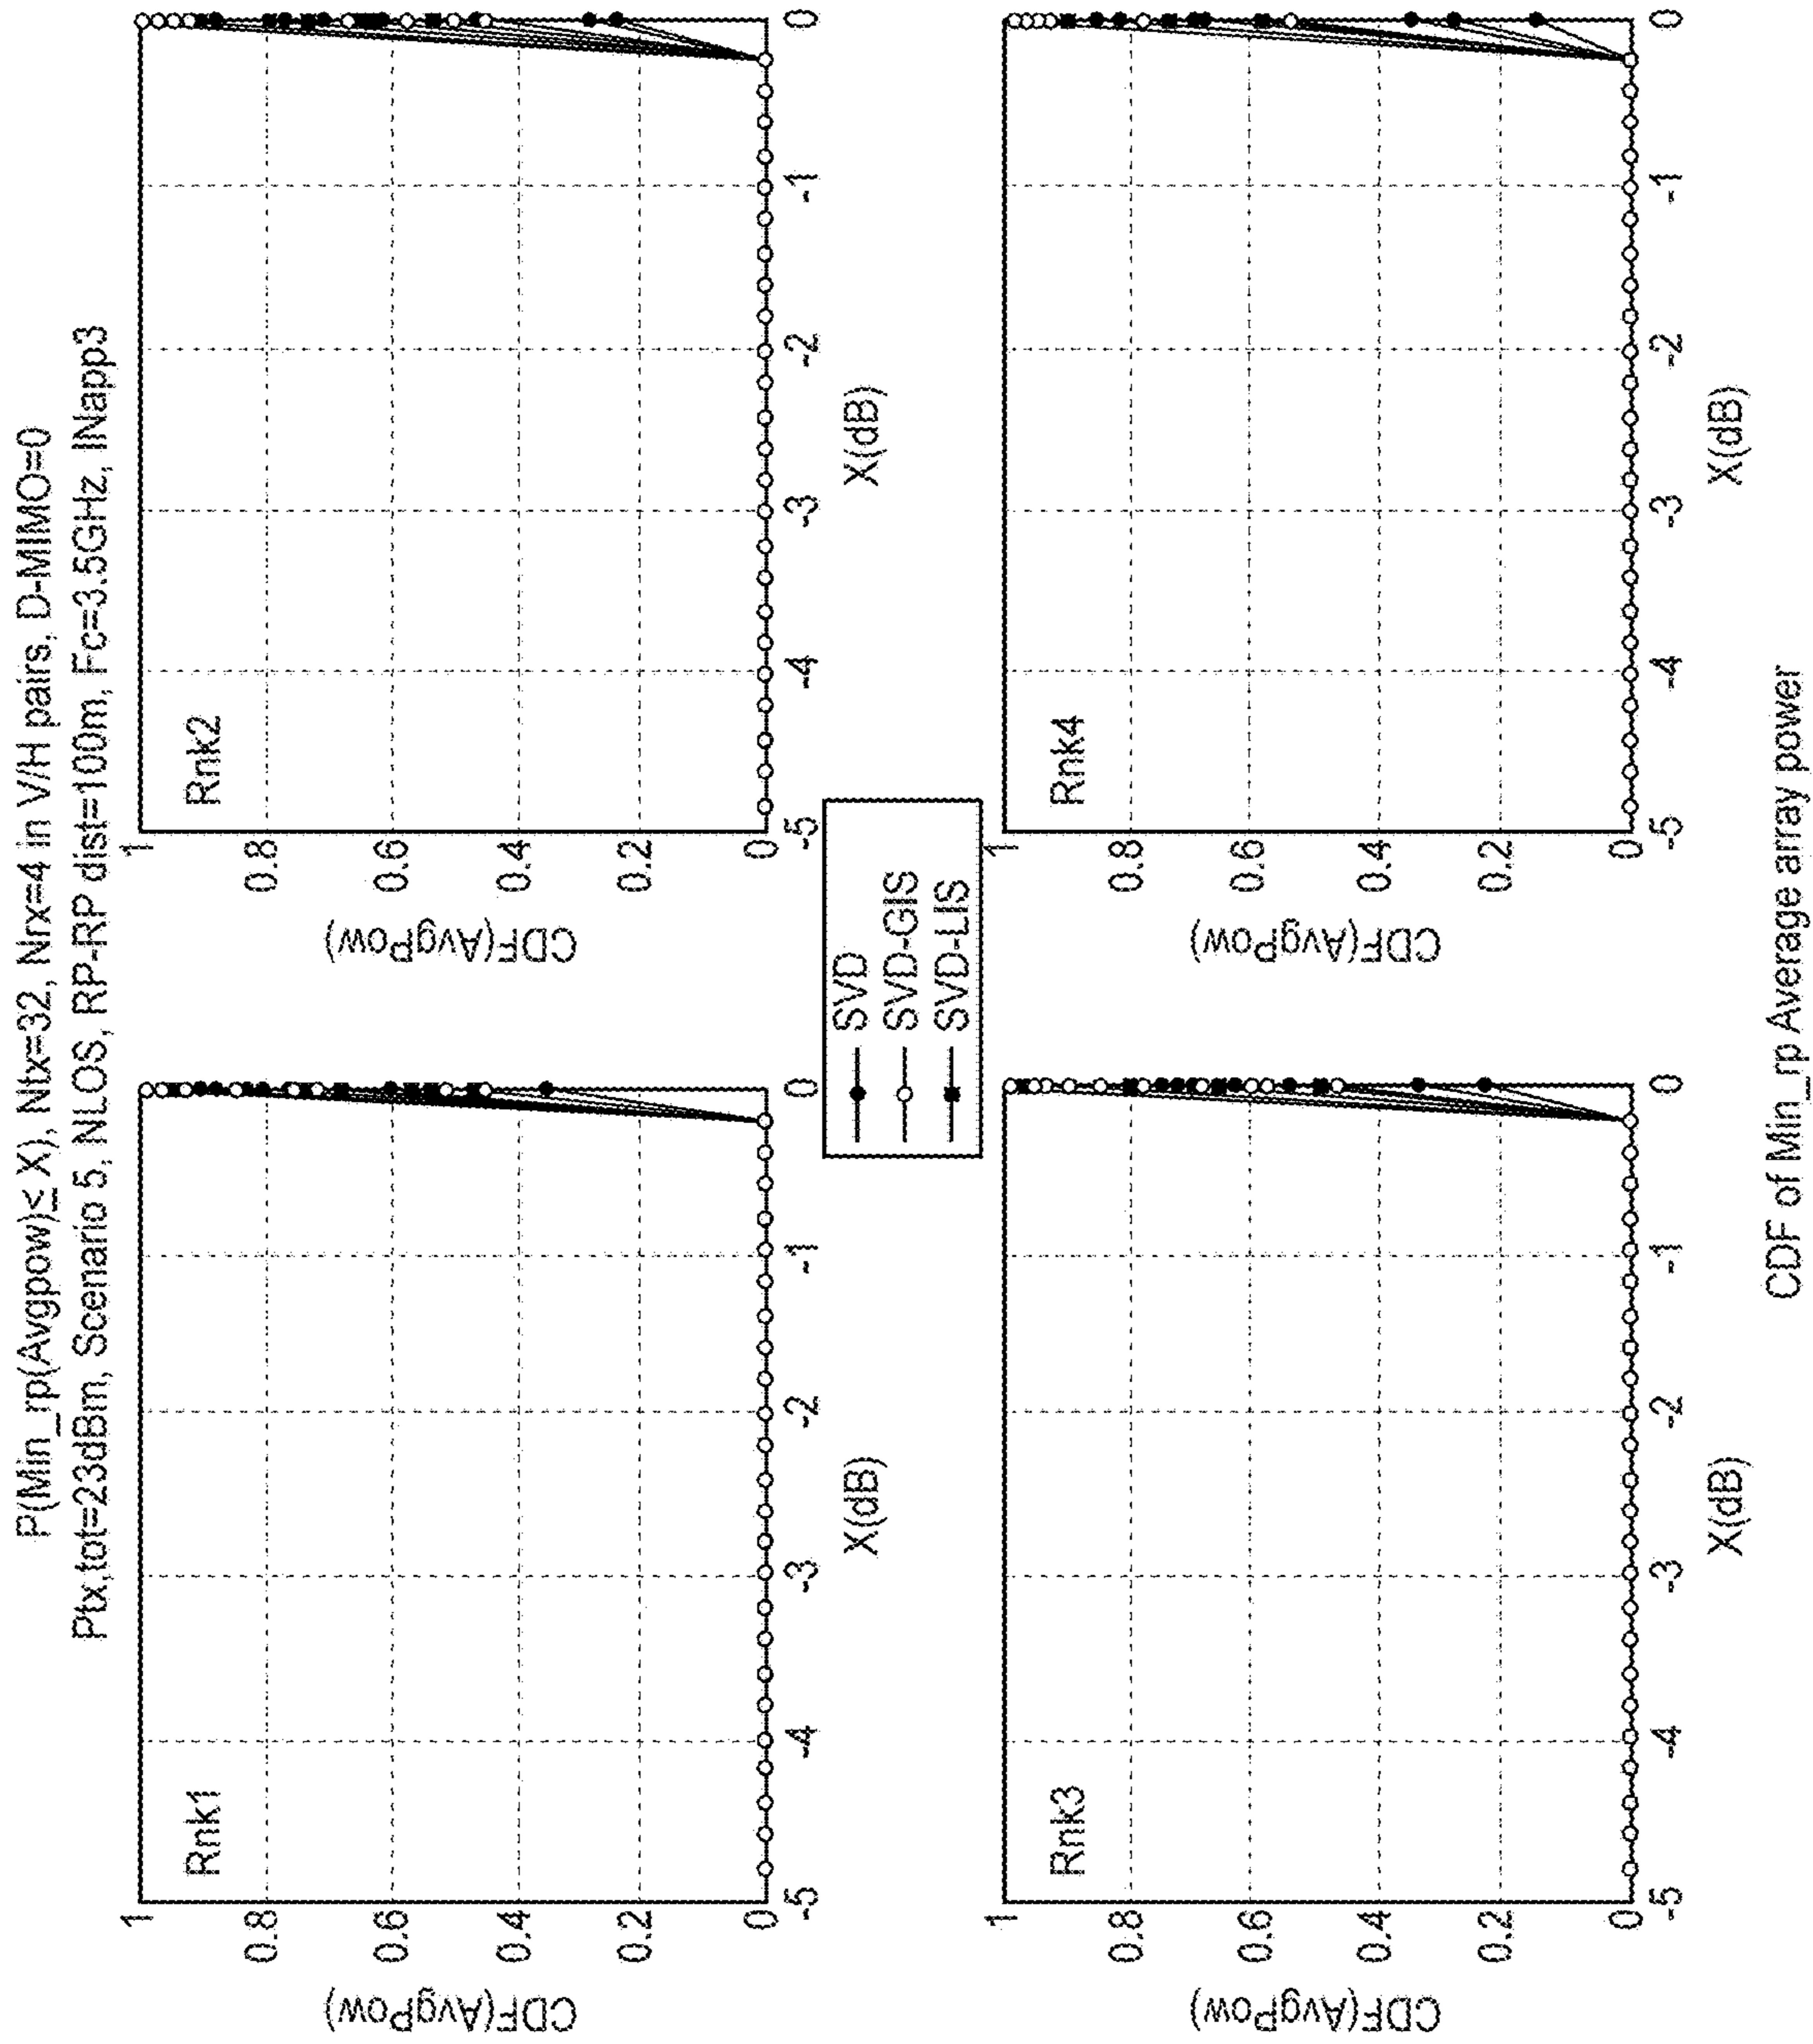 P(Min_rp(Avgpow)≤ X), Ntx=32, Nrx=4 in V/H pairs, D-MIMO=0
Ptx,tot=23dBm, Scenario 5, NLOS, RP-RP dist=100m, Fc=3.5GHz, INapp3
Rnk1
CDF(AvgPow)
1
0.8
0.6
0.4
0.2
0
-5
-4
-3
-2
-1
0
X(dB)
Rnk2
CDF(AvgPow)
1
0.8
0.6
0.4
0.2
0
-5
-4
-3
-2
-1
0
X(dB)
SVD
SVD-GIS
SVD-LIS
Rnk3
CDF(AvgPow)
1
0.8
0.6
0.4
0.2
0
-5
-4
-3
-2
-1
0
X(dB)
Rnk4
CDF(AvgPow)
1
0.8
0.6
0.4
0.2
0
-5
-4
-3
-2
-1
0
X(dB)
CDF of Min_rp Average array power